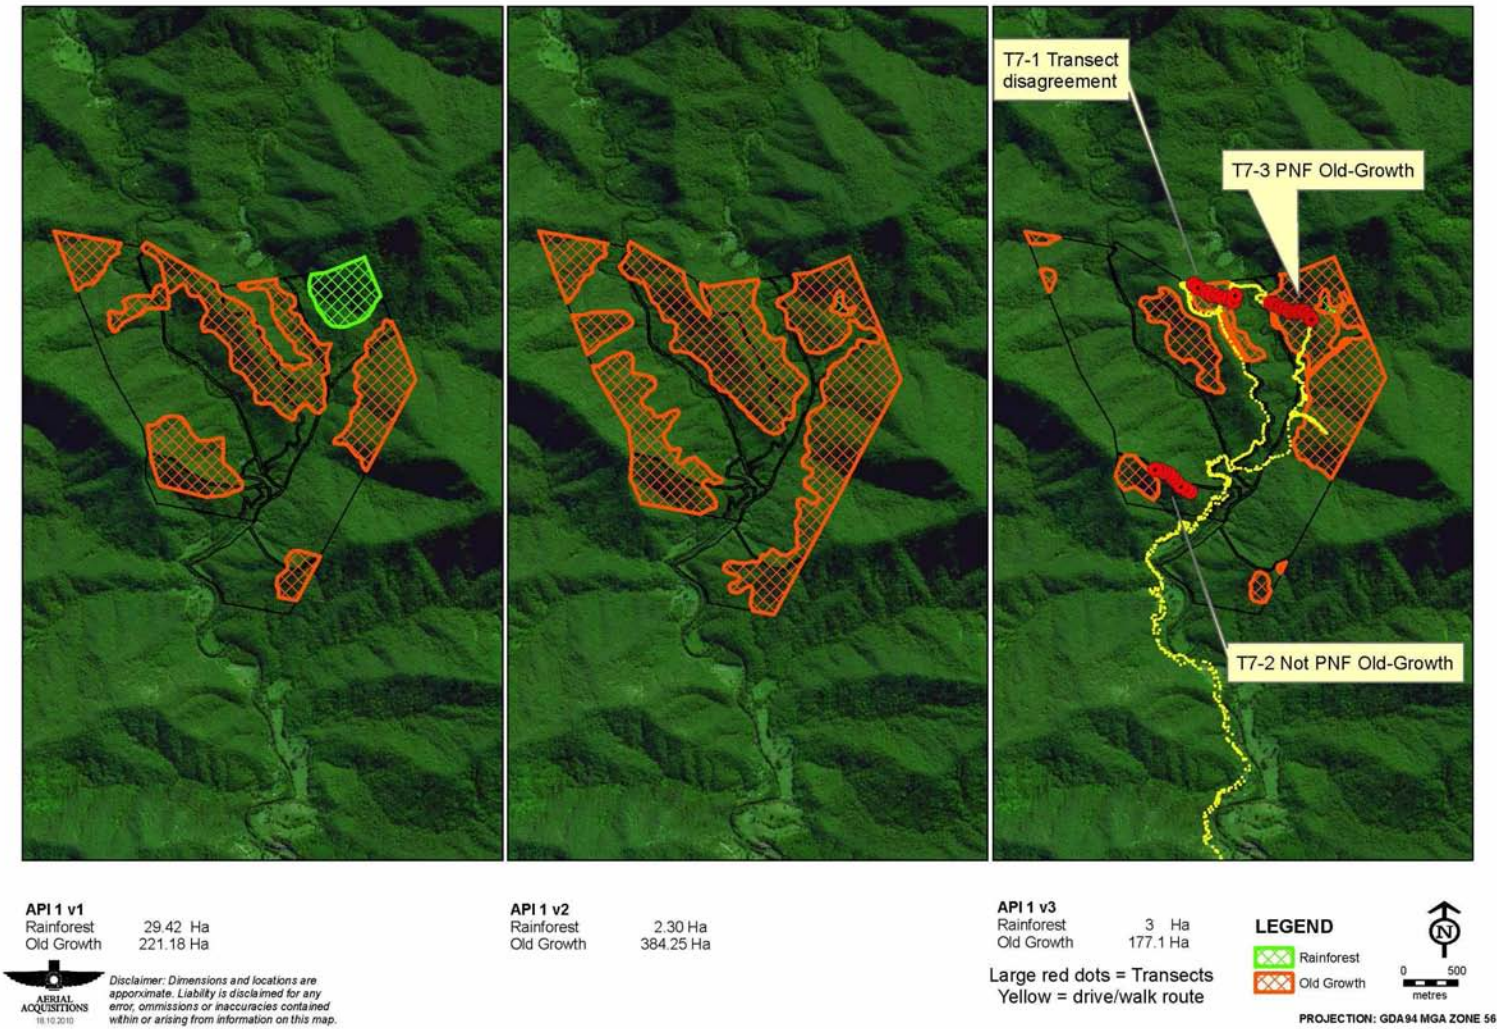 T7-1 Transect
disagreement
T7-3 PNF Old-Growth
T7-2 Not PNF Old-Growth
API 1 v1
Rainforest 29.42 Ha
Old Growth 221.18 Ha
API 1 v2
Rainforest 2.30 Ha
Old Growth 384.25 Ha
API 1 v3
Rainforest 3 Ha
Old Growth 177.1 Ha
Large red dots = Transects
Yellow = drive/walk route
LEGEND
Rainforest
Old Growth
N
0 500
metres
AERIAL
ACQUISITIONS
18.10.2010
Disclaimer: Dimensions and locations are
apporximate. Liability is disclaimed for any
error, ommissions or inaccuracies contained
within or arising from information on this map.
PROJECTION: GDA94 MGA ZONE 56